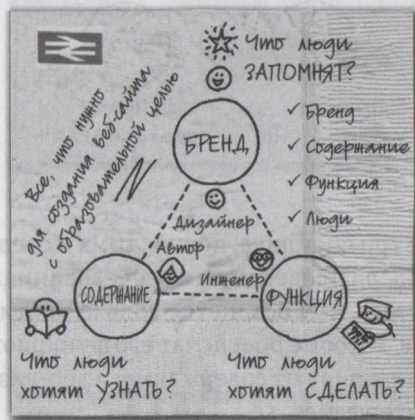 Что люди
ЗАПОМНЯТ?
Все, что нужно
для создания веб-сайта
с образовательной целью
БРЕНД
✓ Бренд
✓ Содержание
✓ Функция
✓ Люди
Дизайнер
Автор
Инженер
СОДЕРЖАНИЕ
ФУНКЦИЯ
Что люди
хотят УЗНАТЬ?
Что люди
хотят СДЕЛАТЬ?